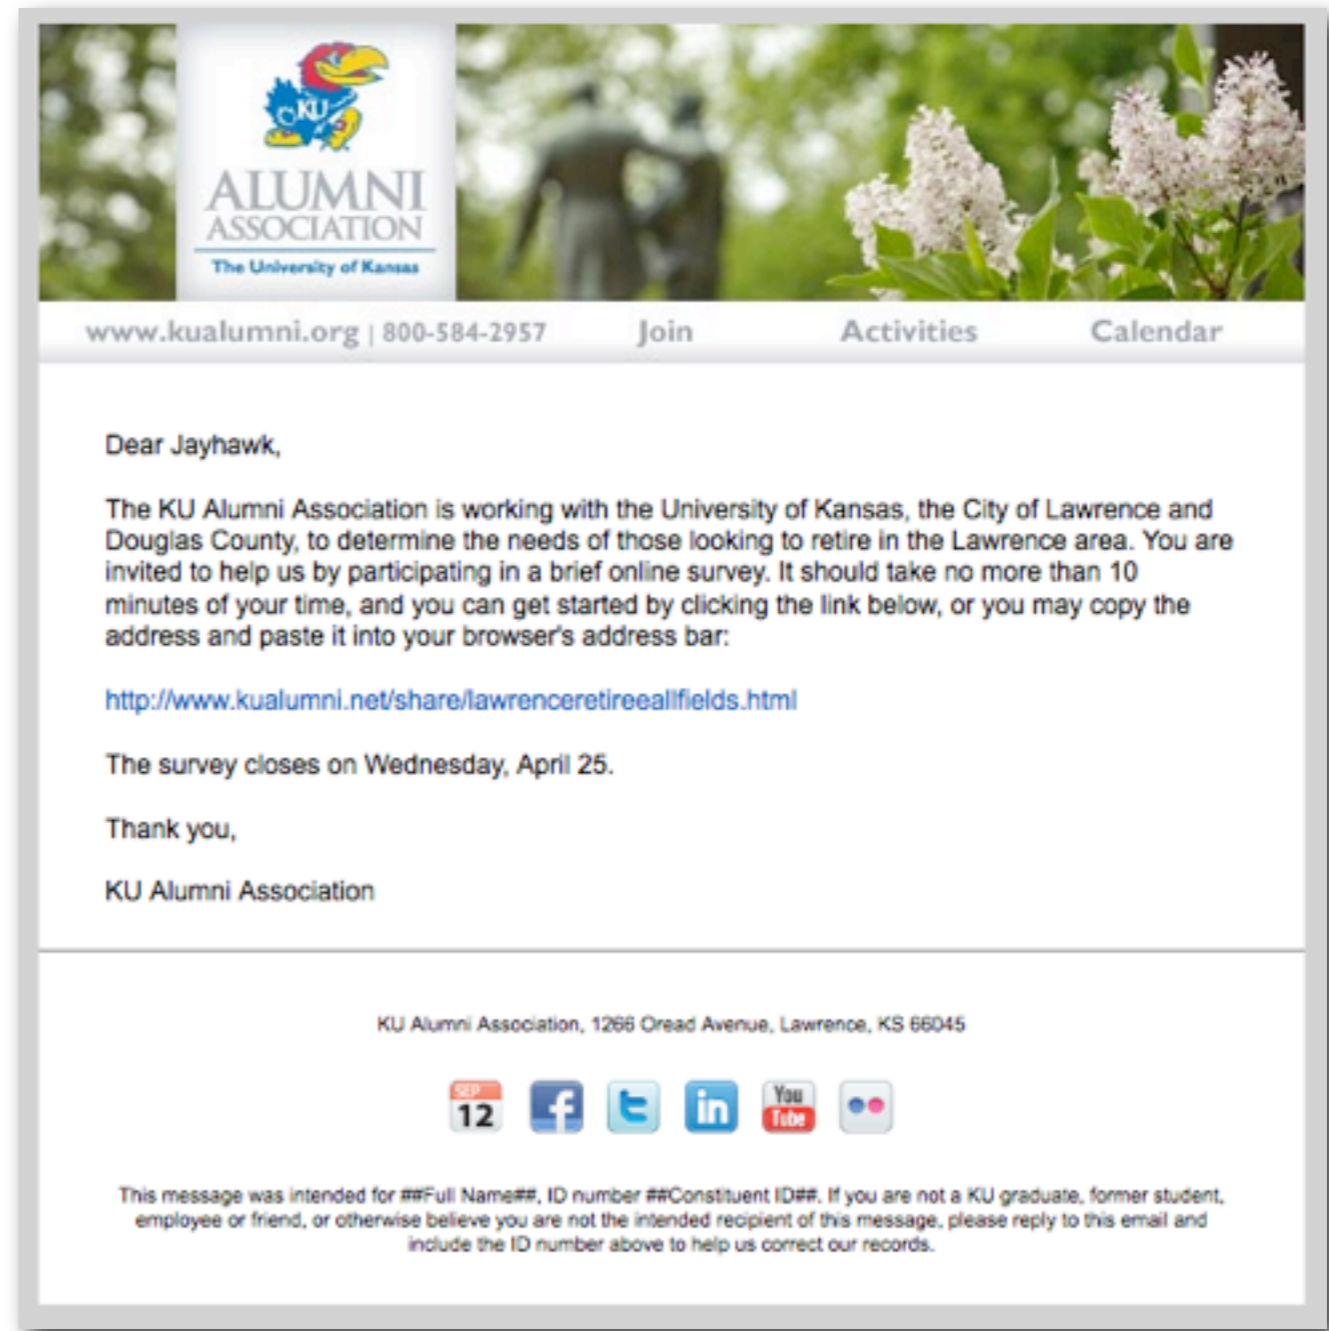 KU
ALUMNI
ASSOCIATION
The University of Kansas
www.kualumni.org | 800-584-2957 Join Activities Calendar
Dear Jayhawk,
The KU Alumni Association is working with the University of Kansas, the City of Lawrence and
Douglas County, to determine the needs of those looking to retire in the Lawrence area. You are
invited to help us by participating in a brief online survey. It should take no more than 10
minutes of your time, and you can get started by clicking the link below, or you may copy the
address and paste it into your browser's address bar:
http://www.kualumni.net/share/lawrenceretireeallfields.html
The survey closes on Wednesday, April 25.
Thank you,
KU Alumni Association
KU Alumni Association, 1266 Oread Avenue, Lawrence, KS 66045
SEP
12
f
t
in
You
Tube
This message was intended for ##Full Name##, ID number ##Constituent ID##. If you are not a KU graduate, former student,
employee or friend, or otherwise believe you are not the intended recipient of this message, please reply to this email and
include the ID number above to help us correct our records.